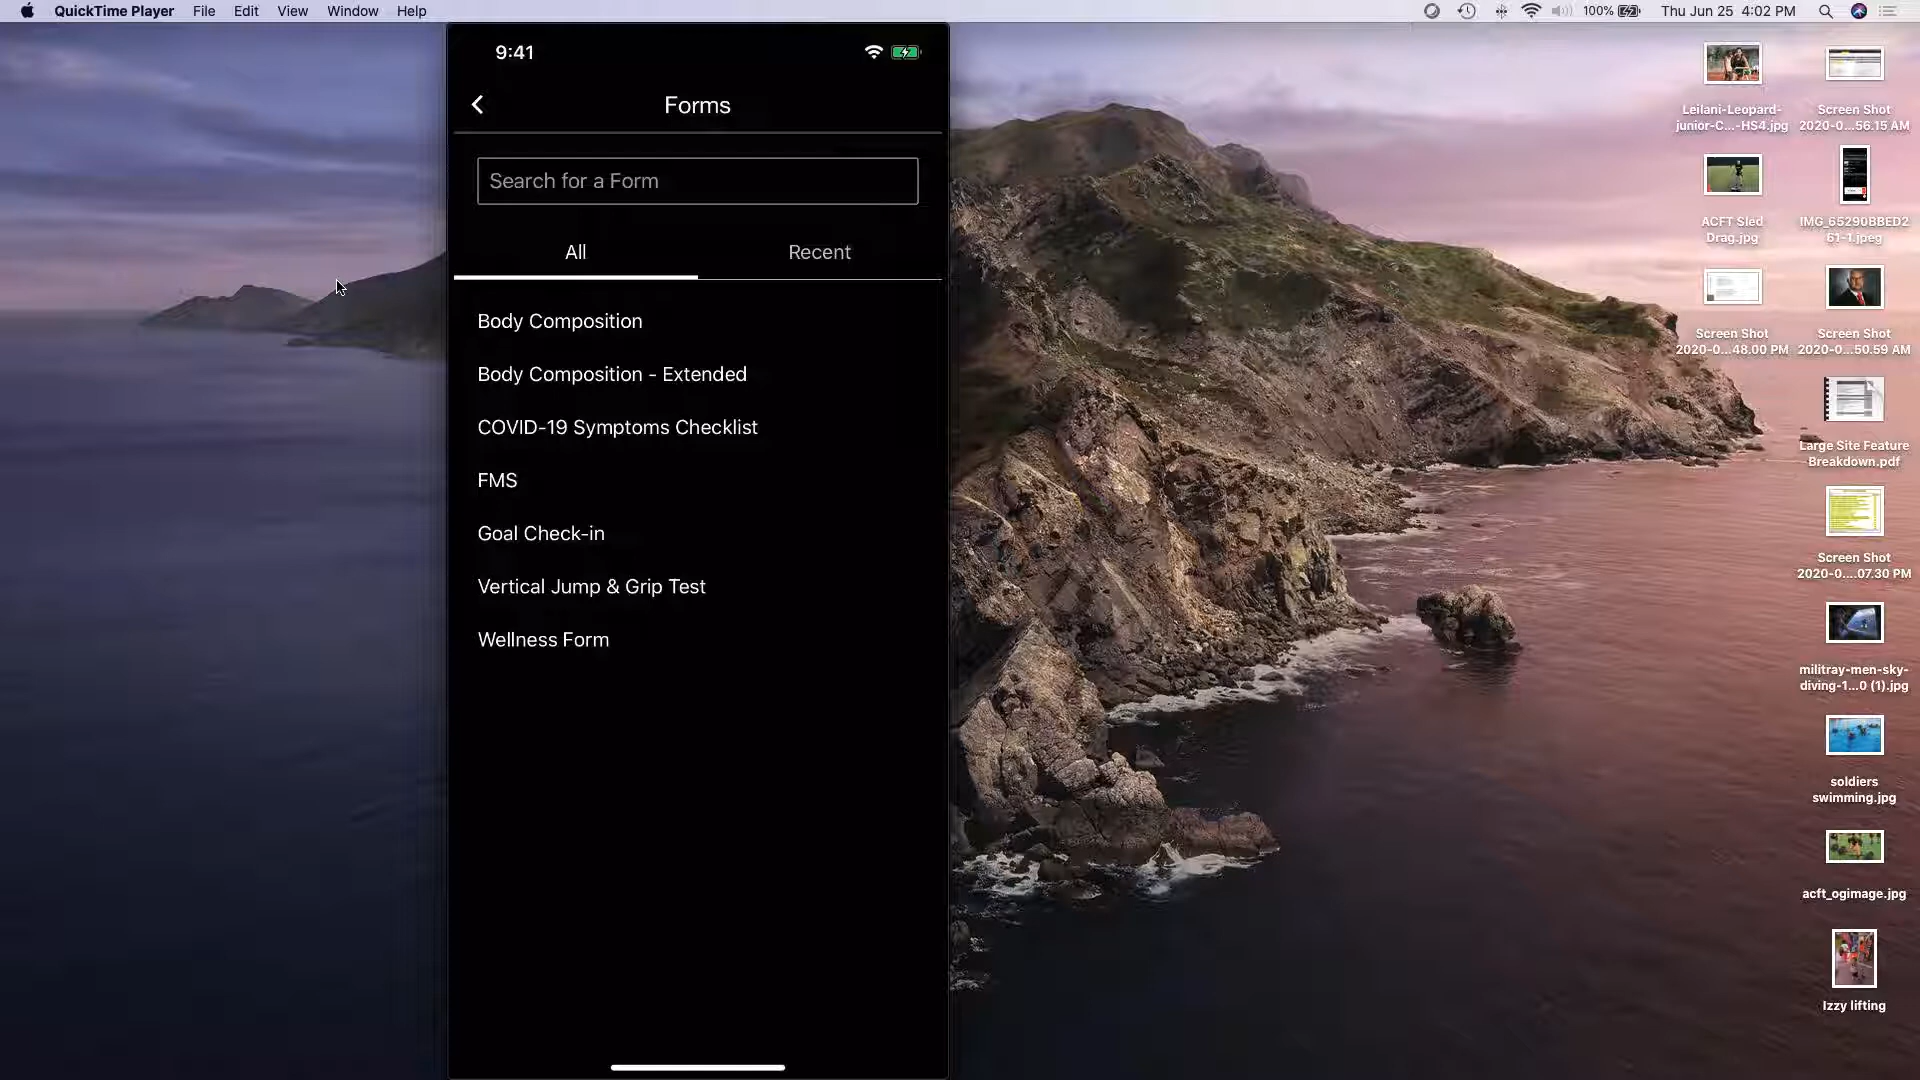 QuickTime Player File Edit View Window Help
100% Thu Jun 25 4:02 PM
9:41
Forms
Search for a Form
All Recent
Body Composition
Body Composition - Extended
COVID-19 Symptoms Checklist
FMS
Goal Check-in
Vertical Jump & Grip Test
Wellness Form
Leilani-Leopard-
junior-C...-HS4.jpg
Screen Shot
2020-0...56.15 AM
ACFT Sled
Drag.jpg
IMG_65290BBED2
61-1.jpeg
Screen Shot
2020-0...48.00 PM
Screen Shot
2020-0...50.59 AM
Large Site Feature
Breakdown.pdf
Screen Shot
2020-0....07.30 PM
militray-men-sky-
diving-1...0 (1).jpg
soldiers
swimming.jpg
acft_ogimage.jpg
Izzy lifting